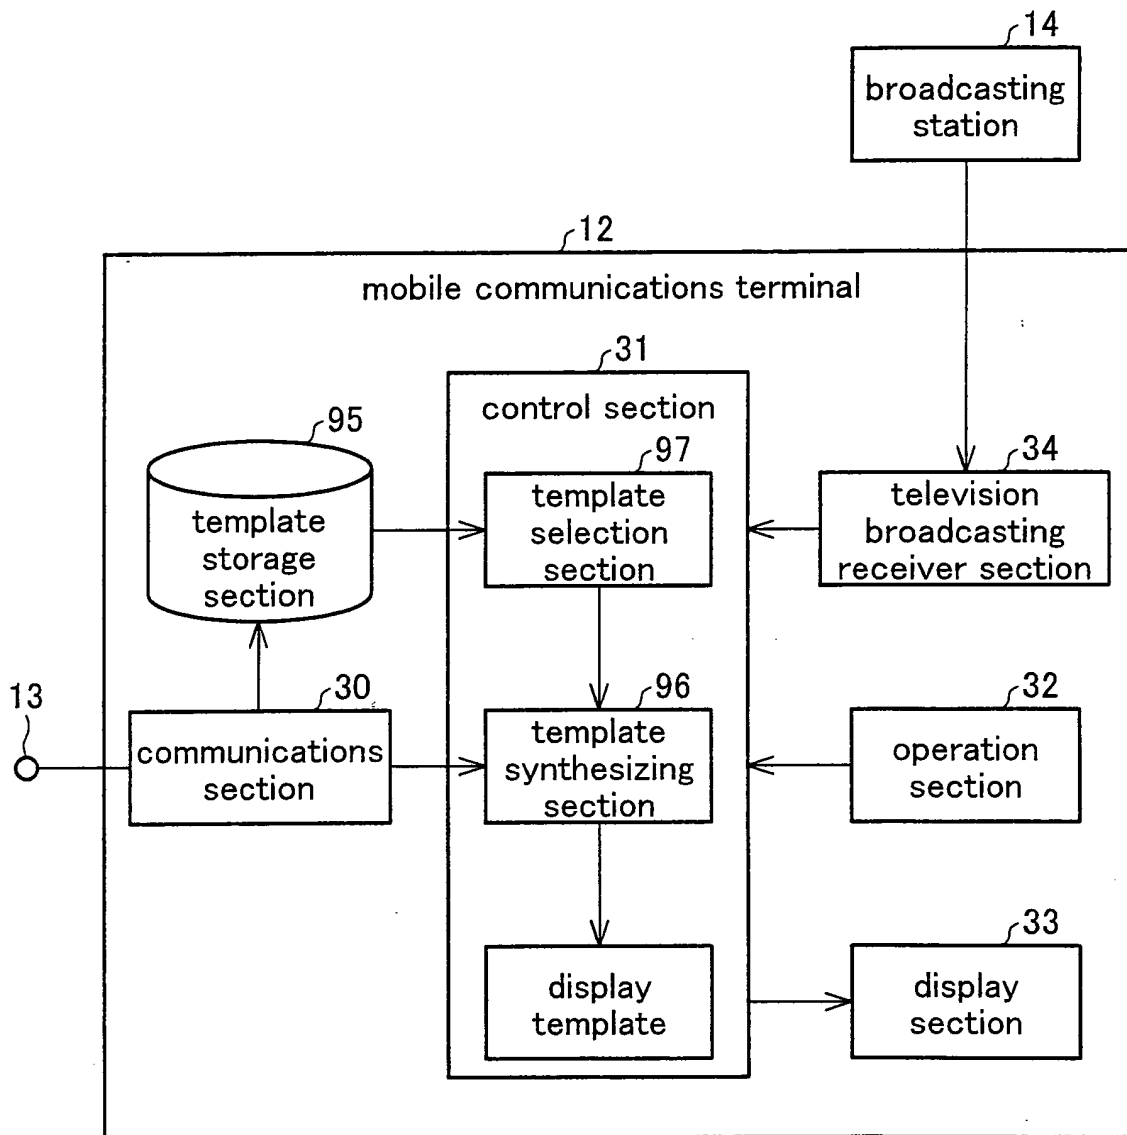 14
broadcasting
station
12
mobile communications terminal
31
control section
95
template
storage
section
97
template
selection
section
34
television
broadcasting
receiver section
13
30
communications
section
96
template
synthesizing
section
32
operation
section
display
template
33
display
section